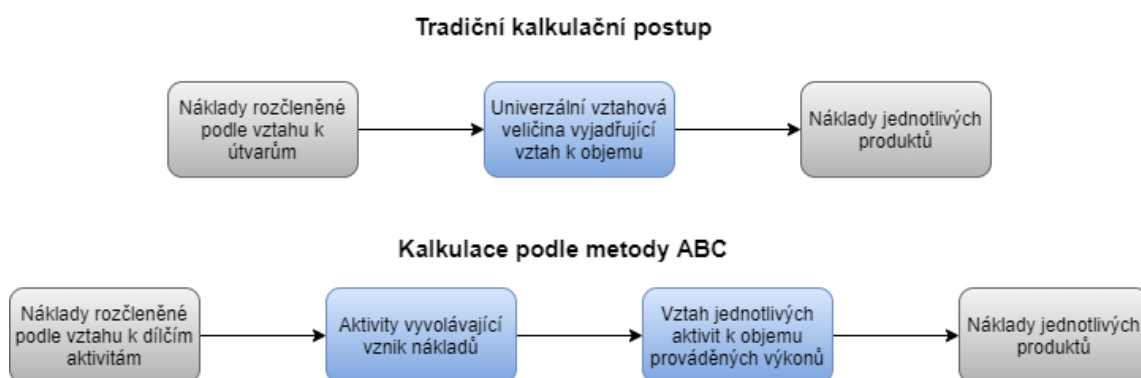 Tradiční kalkulační postup
Náklady rozčleněné
podle vztahu k
útvarům
Univerzální vztahová
veličina vyjadřující
vztah k objemu
Náklady jednotlivých
produktů
Kalkulace podle metody ABC
Náklady rozčleněné
podle vztahu k dílčím
aktivitám
Aktivity vyvolávající
vznik nákladů
Vztah jednotlivých
aktivit k objemu
prováděných výkonů
Náklady jednotlivých
produktů